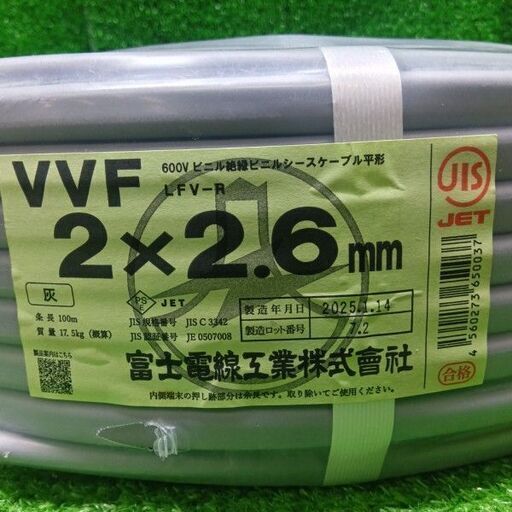 VVF
600V ビニル絶縁ビニルシースケーブル平形
LFV-R
2×2.6mm
JIS
JET
灰
条長 100m
質量 17.5kg (概算)
PS
E
JET
JIS 規格番号 JIS C 3342
JIS 認証番号 JE 0507008
製造年月日 2025.1.14
製造ロット番号 7.2
4 560273 650037
製品案内はこちら
富士電線工業株式會社
内側端末の押し跡部分は余長です。取り除いてご使用ください。
合格